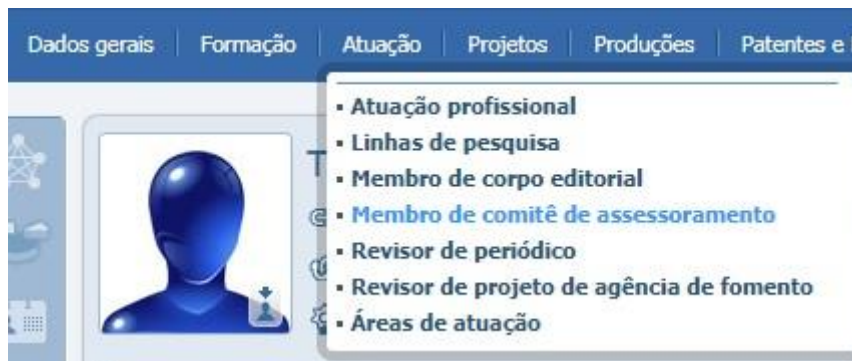 Dados gerais Formação Atuação Projetos Produções Patentes e
▪ Atuação profissional
▪ Linhas de pesquisa
▪ Membro de corpo editorial
▪ Membro de comitê de assessoramento
▪ Revisor de periódico
▪ Revisor de projeto de agência de fomento
▪ Áreas de atuação